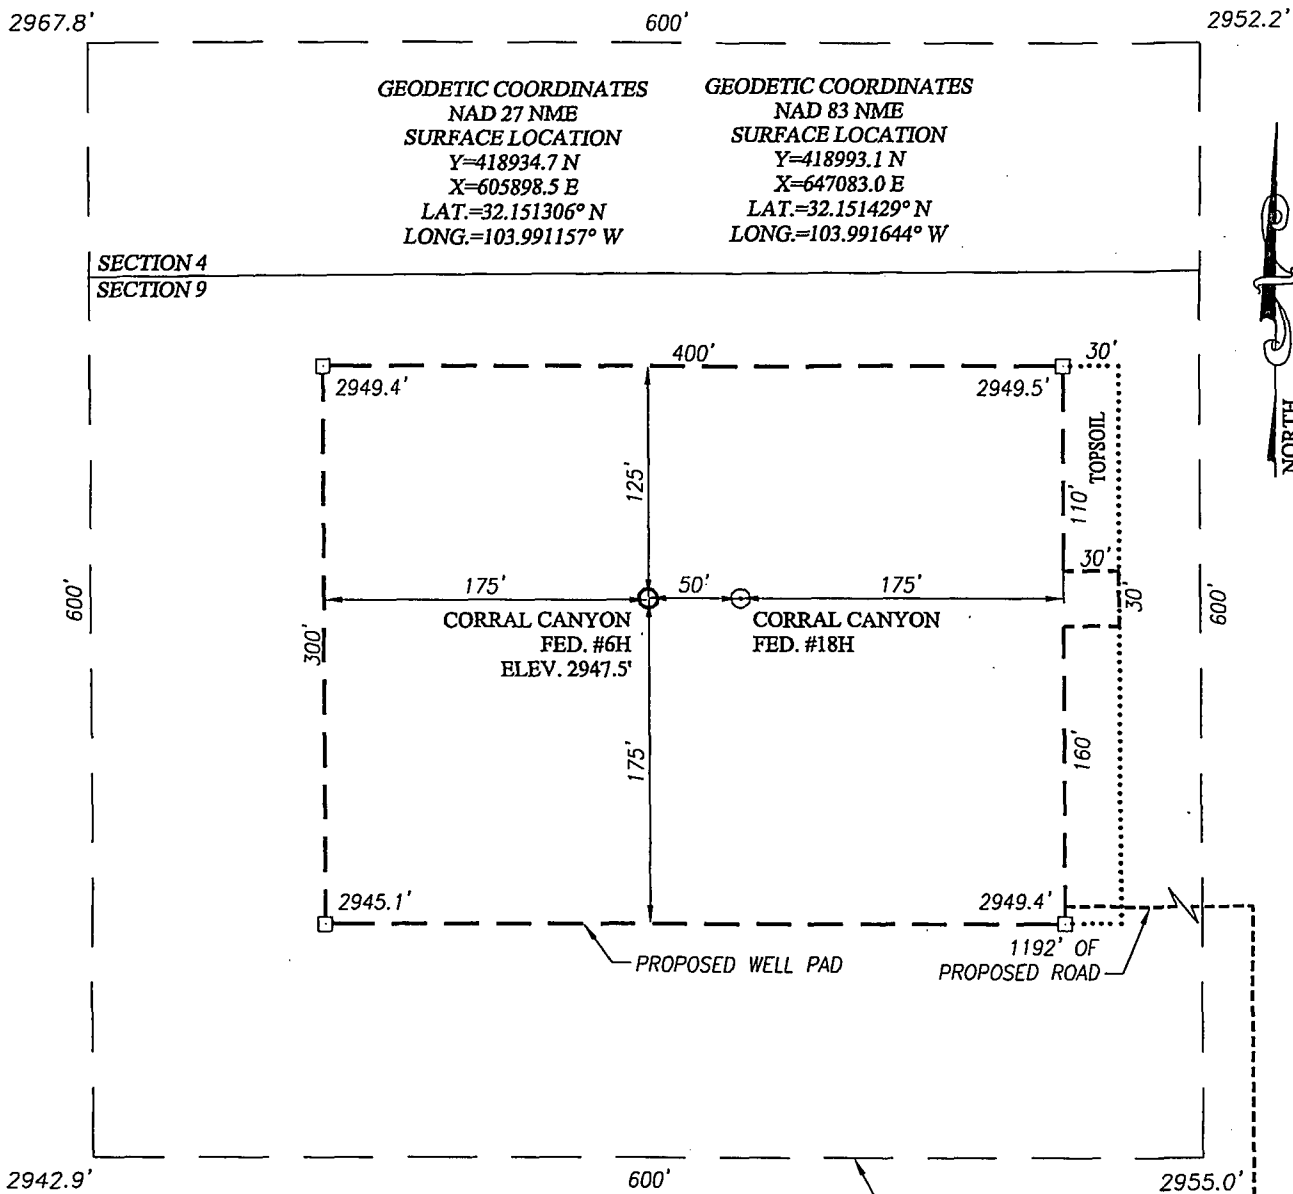 2967.8'
600'
2952.2'
GEODETIC COORDINATES
NAD 27 NME
SURFACE LOCATION
Y=418934.7 N
X=605898.5 E
LAT.=32.151306° N
LONG.=103.991157° W
GEODETIC COORDINATES
NAD 83 NME
SURFACE LOCATION
Y=418993.1 N
X=647083.0 E
LAT.=32.151429° N
LONG.=103.991644° W
SECTION 4
SECTION 9
NORTH
400'
30'
2949.4'
2949.5'
TOPSOIL
125'
110'
30'
175'
50'
175'
30'
600'
600'
300'
CORRAL CANYON
FED. #6H
ELEV. 2947.5'
CORRAL CANYON
FED. #18H
175'
160'
2945.1'
2949.4'
PROPOSED WELL PAD
1192' OF
PROPOSED ROAD
2942.9'
600'
2955.0'